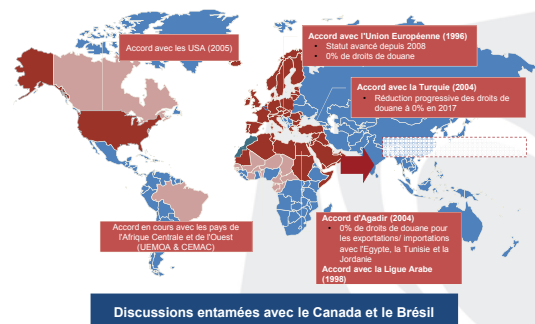 Accord avec les USA (2005)
Accord avec l'Union Européenne (1996)
• Statut avancé depuis 2008
• 0% de droits de douane
Accord avec la Turquie (2004)
• Réduction progressive des droits de
douane à 0% en 2017
Accord en cours avec les pays de
l'Afrique Centrale et de l'Ouest
(UEMOA & CEMAC)
Accord d'Agadir (2004)
• 0% de droits de douane pour
les exportations/ importations
avec l'Egypte, la Tunisie et la
Jordanie
Accord avec la Ligue Arabe
(1998)
Discussions entamées avec le Canada et le Brésil